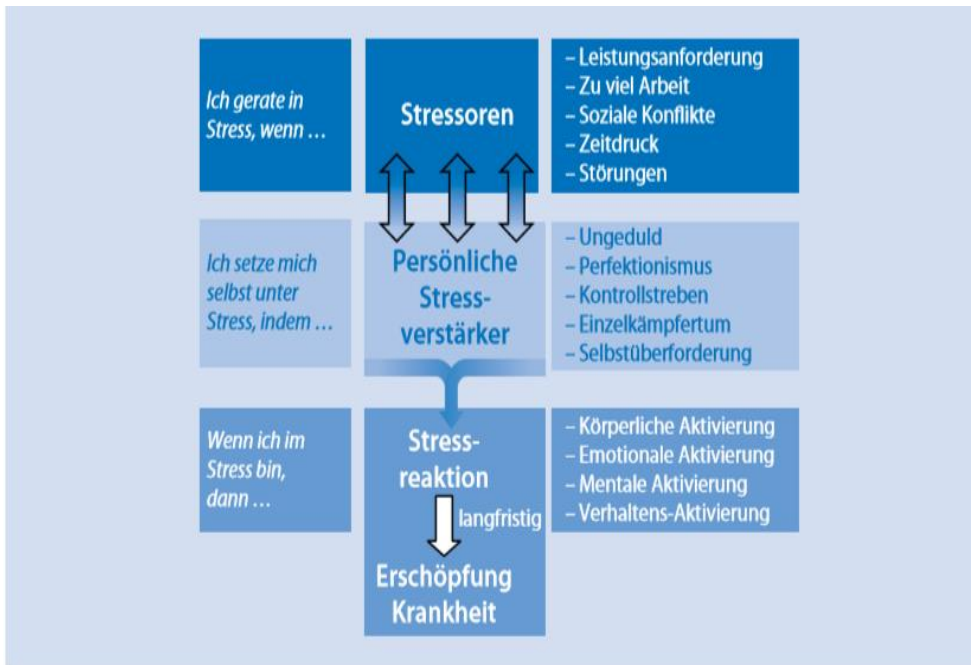 Ich gerate in
Stress, wenn …
Stressoren
– Leistungsanforderung
– Zu viel Arbeit
– Soziale Konflikte
– Zeitdruck
– Störungen
Ich setze mich
selbst unter
Stress, indem …
Persönliche
Stress-
verstärker
– Ungeduld
– Perfektionismus
– Kontrollstreben
– Einzelkämpfertum
– Selbstüberforderung
Wenn ich im
Stress bin,
dann …
Stress-
reaktion
langfristig
Erschöpfung
Krankheit
– Körperliche Aktivierung
– Emotionale Aktivierung
– Mentale Aktivierung
– Verhaltens-Aktivierung